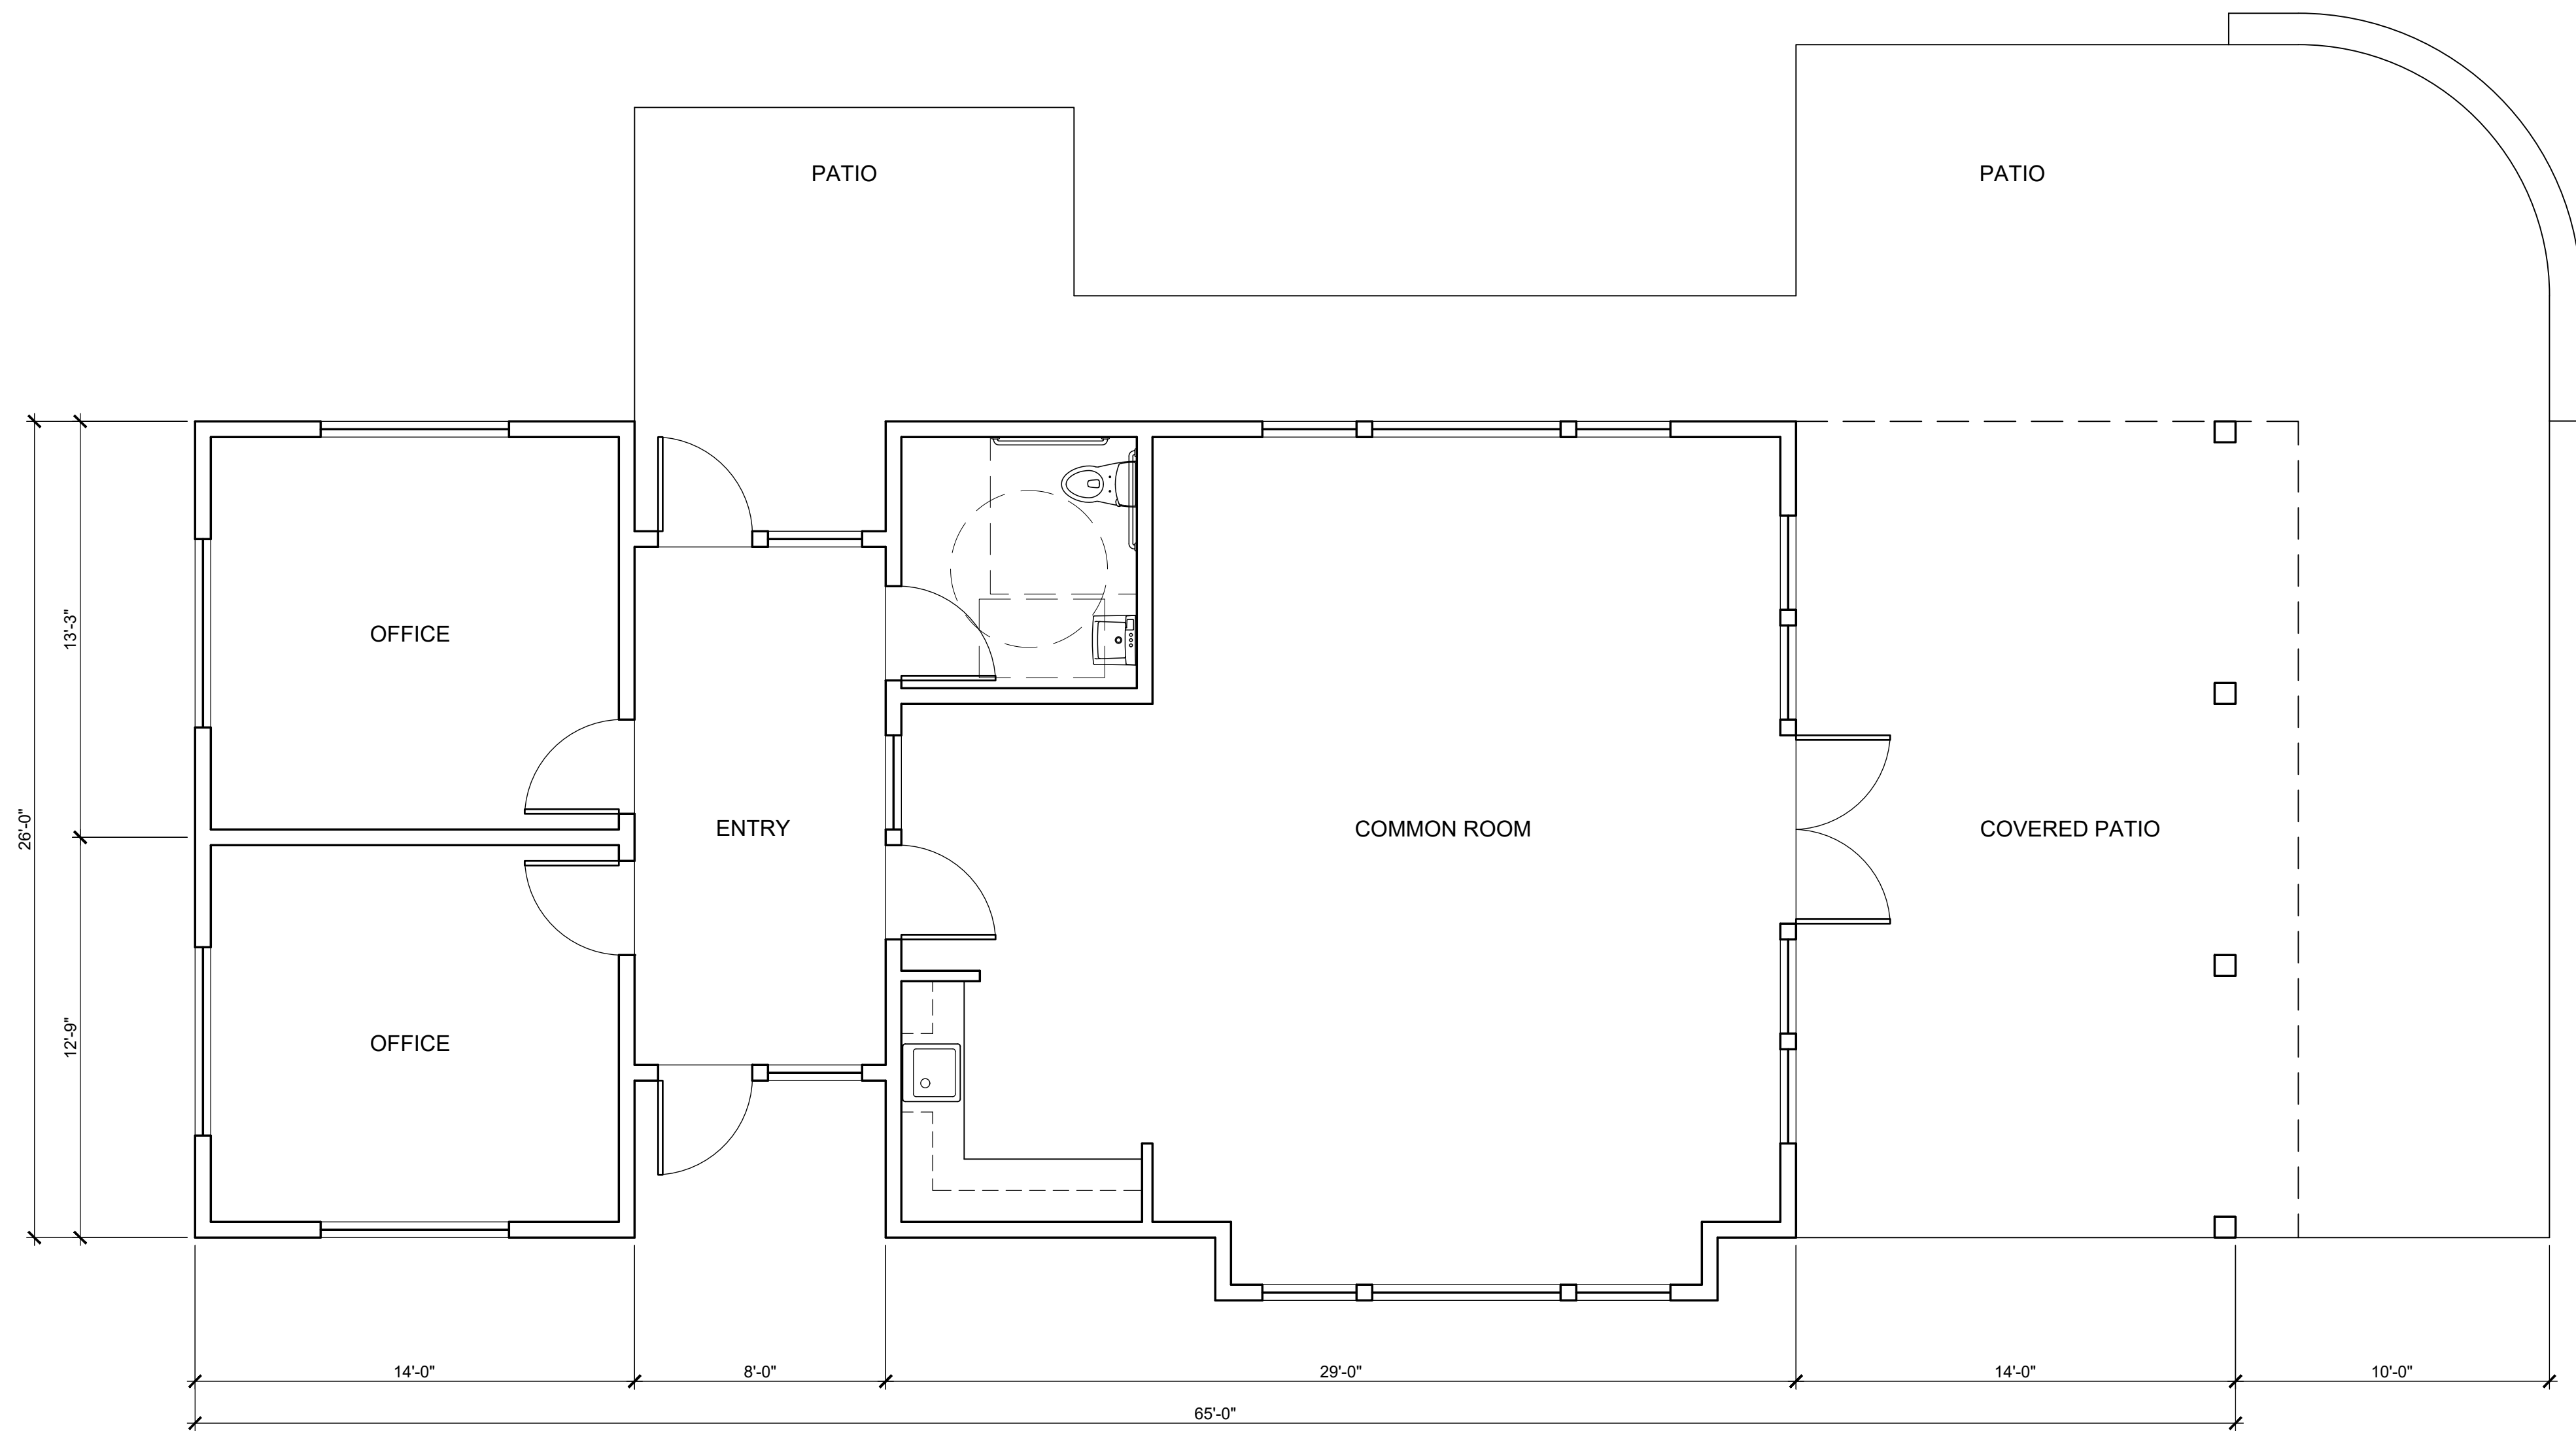 PATIO
PATIO
OFFICE
13'-3"
26'-0"
ENTRY
COMMON ROOM
COVERED PATIO
12'-9"
OFFICE
14'-0"
8'-0"
29'-0"
14'-0"
10'-0"
65'-0"